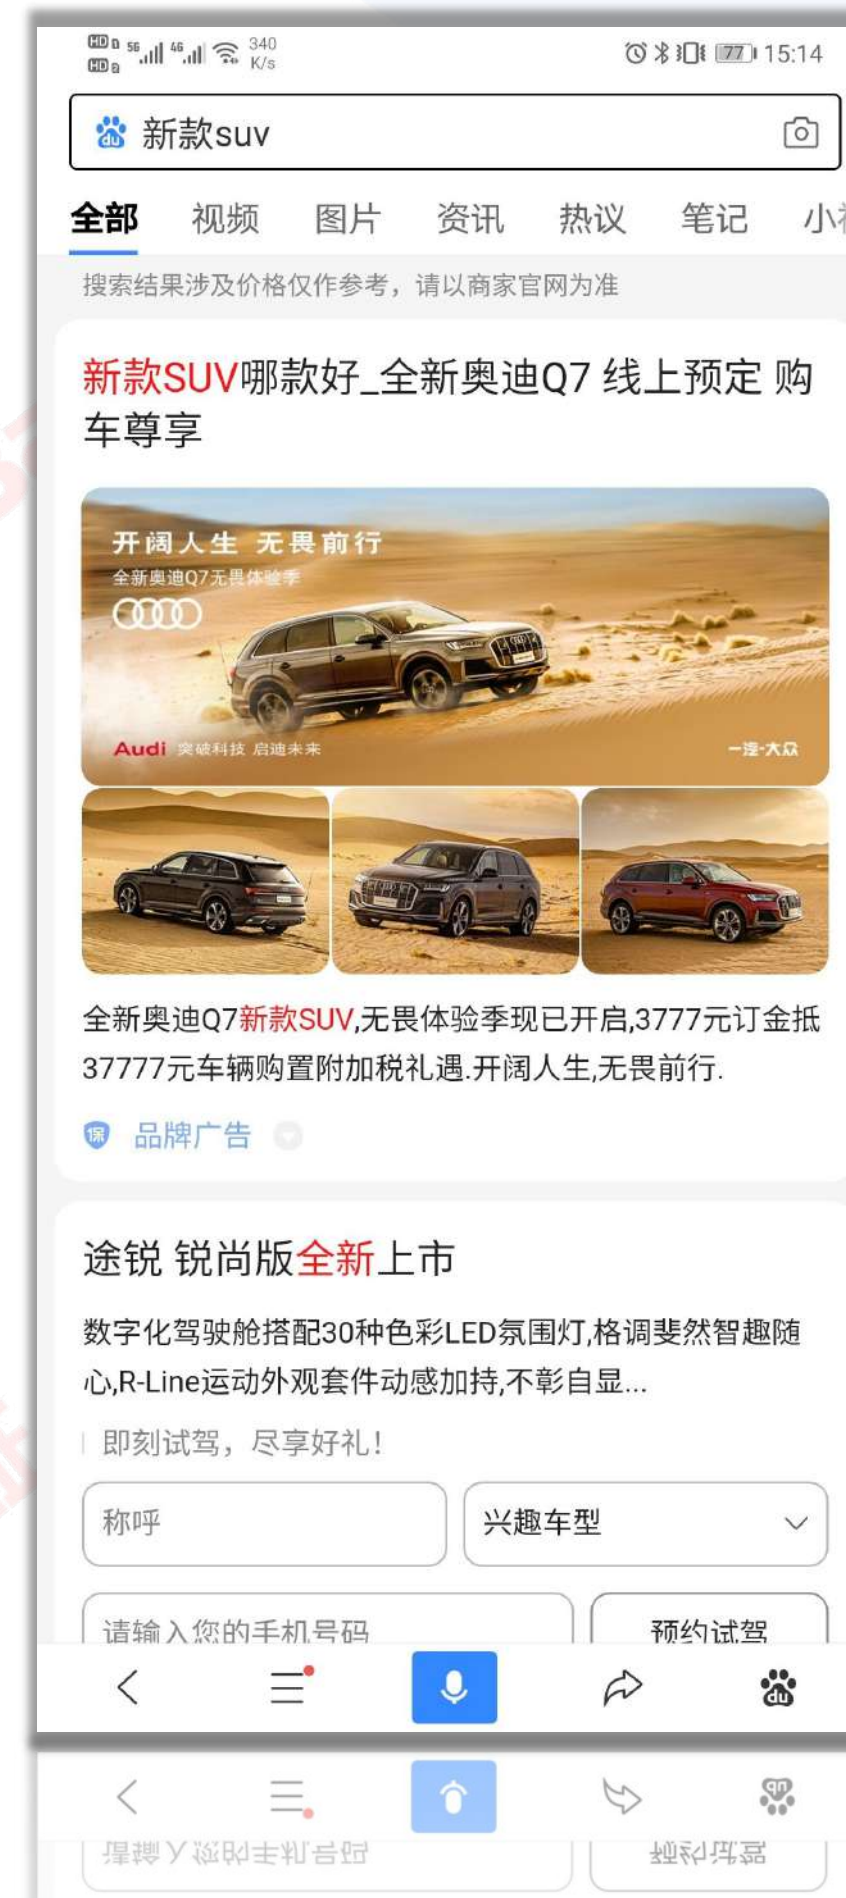 HD 1 5G 4G 340
HD 2 K/s
77 15:14
du 新款suv
全部 视频 图片 资讯 热议 笔记 小
搜索结果涉及价格仅作参考，请以商家官网为准
新款SUV哪款好_全新奥迪Q7 线上预定 购
车尊享
开阔人生 无畏前行
全新奥迪Q7无畏体验季
Audi 突破科技 启迪未来
一汽-大众
全新奥迪Q7新款SUV,无畏体验季现已开启,3777元订金抵
37777元车辆购置附加税礼遇.开阔人生,无畏前行.
保 品牌广告
途锐 锐尚版全新上市
数字化驾驶舱搭配30种色彩LED氛围灯,格调斐然智趣随
心,R-Line运动外观套件动感加持,不彰自显...
即刻试驾，尽享好礼！
称呼 兴趣车型
请输入您的手机号码 预约试驾
du